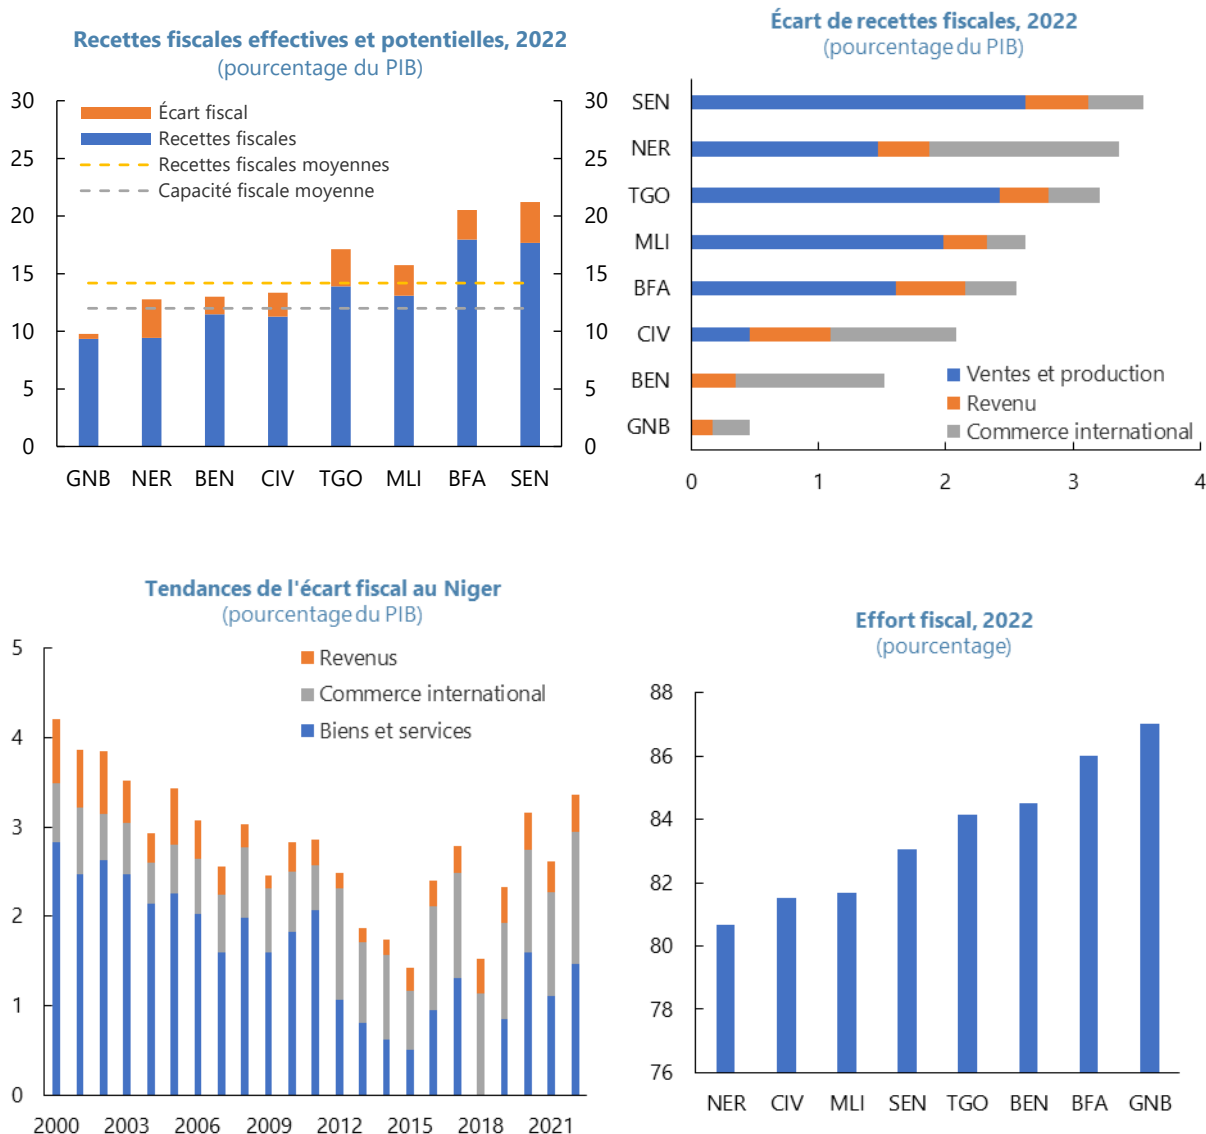 Recettes fiscales effectives et potentielles, 2022
(pourcentage du PIB)
30
25
20
15
10
5
0
30
25
20
15
10
5
0
Écart fiscal
Recettes fiscales
Recettes fiscales moyennes
Capacité fiscale moyenne
GNB NER BEN CIV TGO MLI BFA SEN
Écart de recettes fiscales, 2022
(pourcentage du PIB)
SEN
NER
TGO
MLI
BFA
CIV
BEN
GNB
Ventes et production
Revenu
Commerce international
0 1 2 3 4
Tendances de l'écart fiscal au Niger
(pourcentage du PIB)
5
4
3
2
1
0
Revenus
Commerce international
Biens et services
2000 2003 2006 2009 2012 2015 2018 2021
Effort fiscal, 2022
(pourcentage)
88
86
84
82
80
78
76
NER CIV MLI SEN TGO BEN BFA GNB